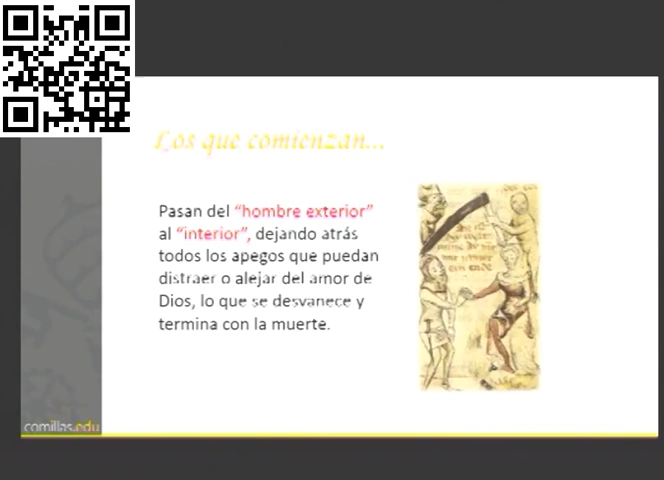 Los que comienzan...
Pasan del "hombre exterior"
al "interior", dejando atrás
todos los apegos que puedan
distraer o alejar del amor de
Dios, lo que se desvanece y
termina con la muerte.
comillas.edu